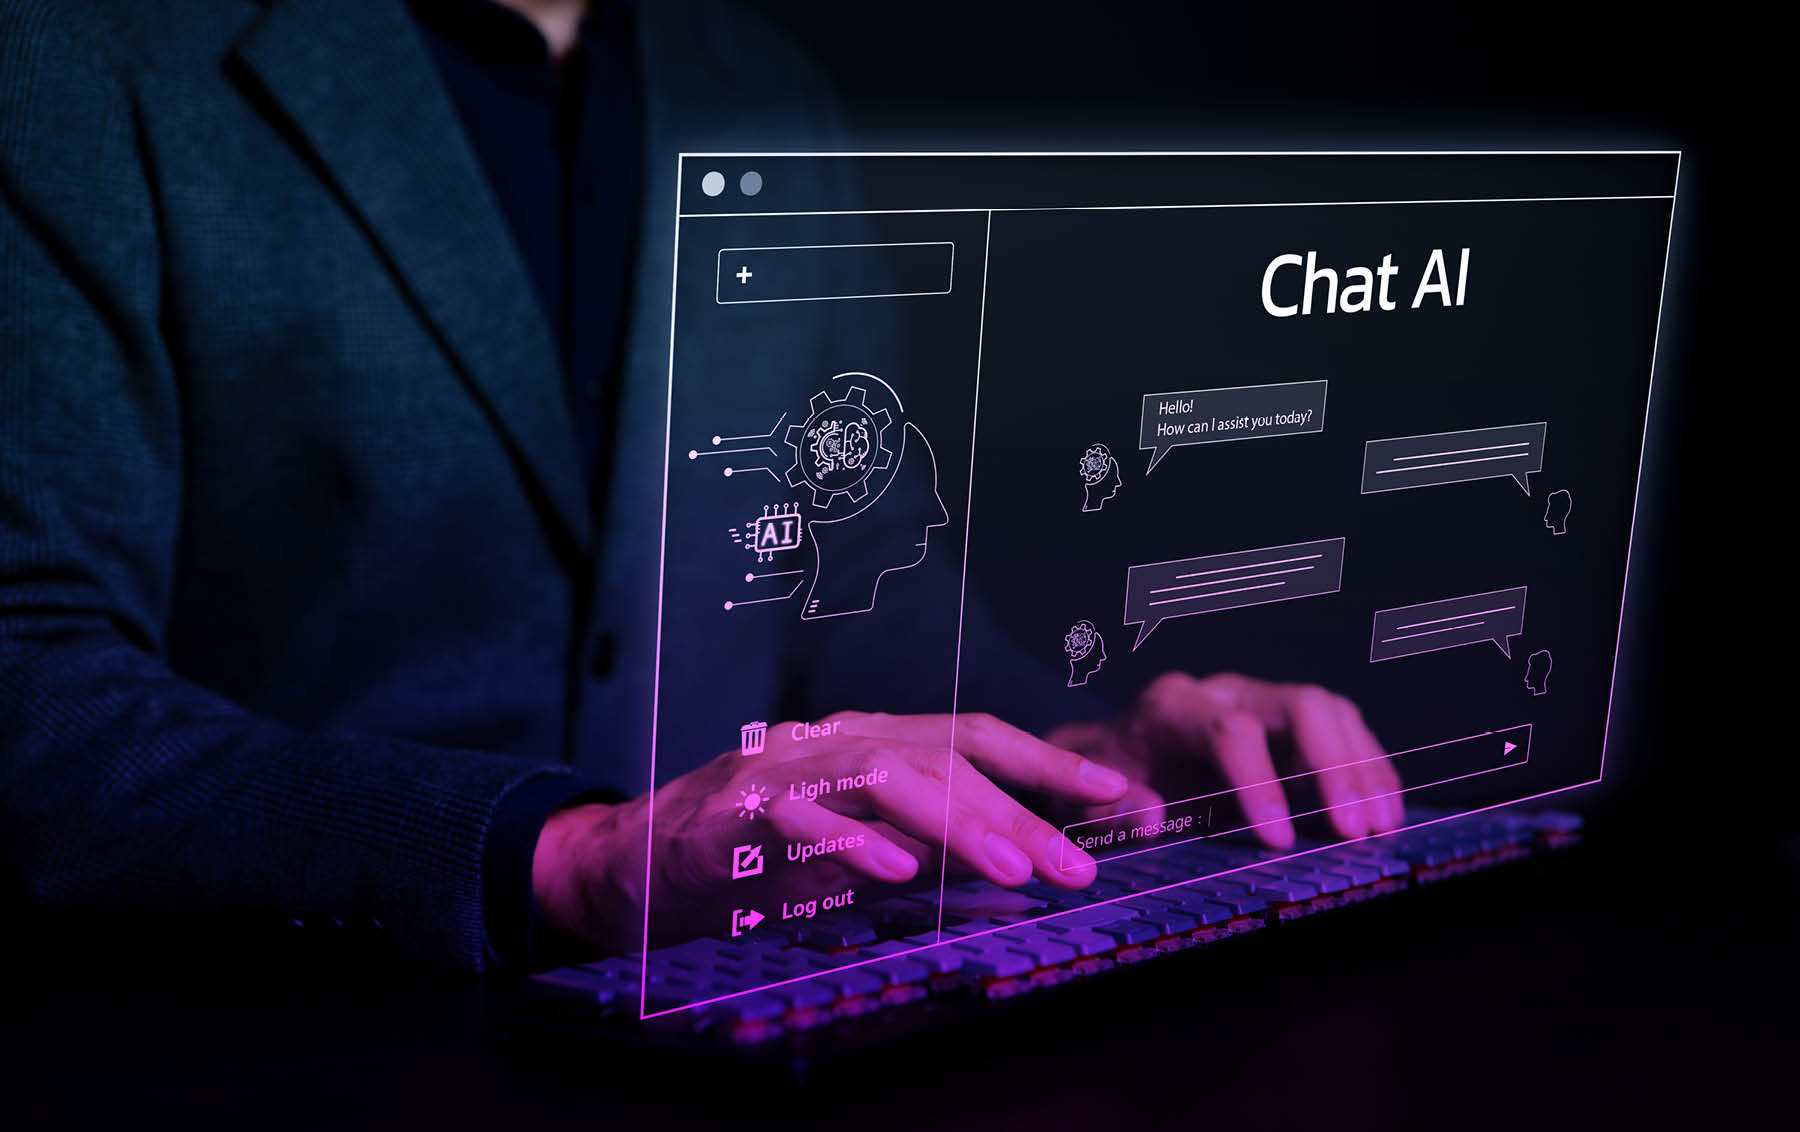 +
Chat AI
Hello!
How can I assist you today?
AI
Clear
Ligh mode
Updates
Log out
Send a message :